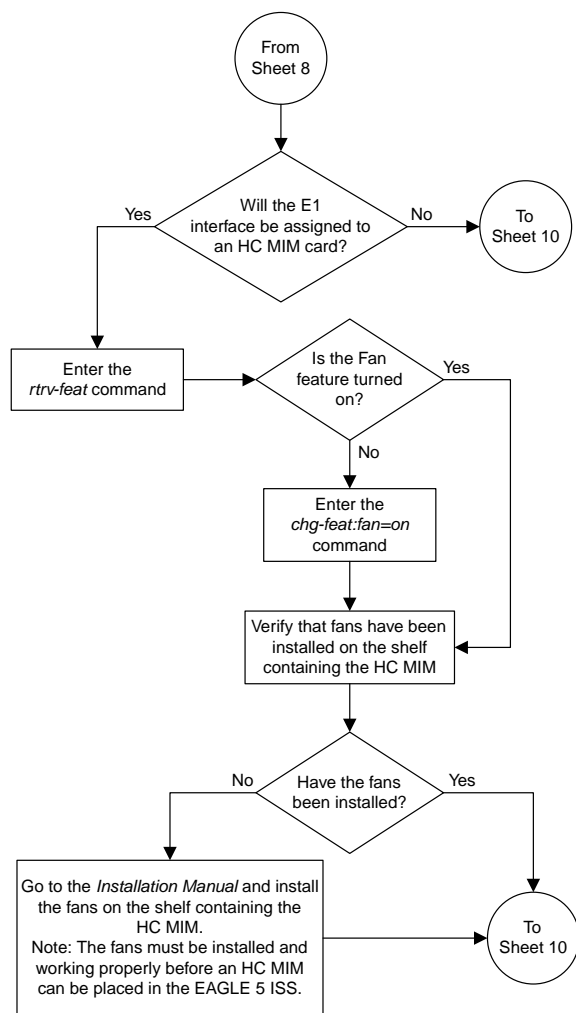 From
Sheet 8
Will the E1
interface be assigned to
an HC MIM card?
Yes
No
To
Sheet 10
Enter the
rtrv-feat command
Is the Fan
feature turned
on?
Yes
No
Enter the
chg-feat:fan=on
command
Verify that fans have been
installed on the shelf
containing the HC MIM
Have the fans
been installed?
No
Yes
Go to the Installation Manual and install
the fans on the shelf containing the
HC MIM.
Note: The fans must be installed and
working properly before an HC MIM
can be placed in the EAGLE 5 ISS.
To
Sheet 10